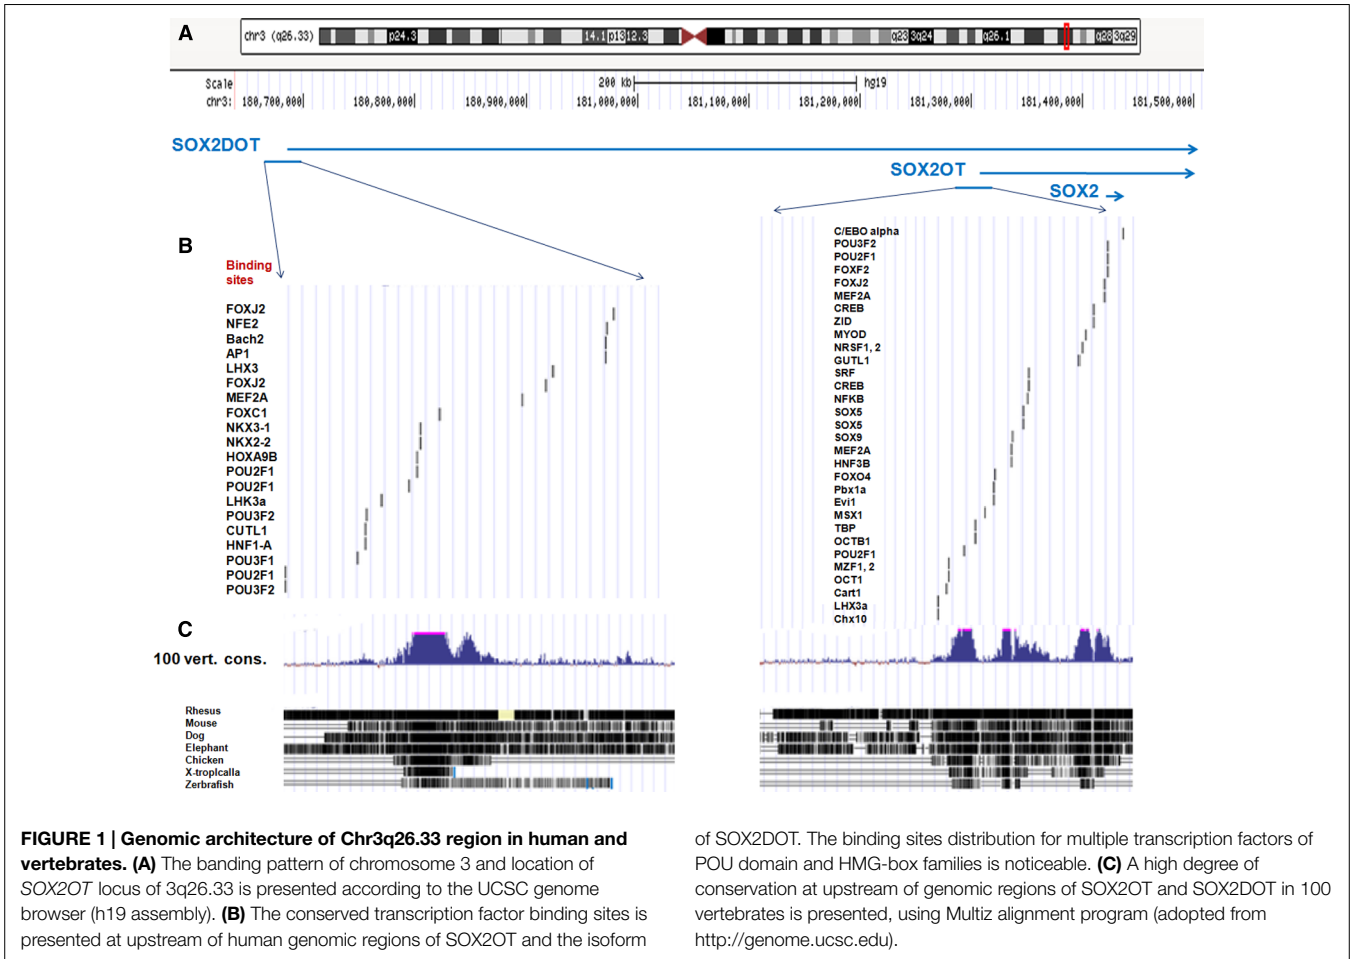 A
chr3 (q26.33)
p24.3
14.1
p13
12.3
q23
3q24
q26.1
q28
3q29
Scale
200 kb
hg19
chr3:
180,700,000
180,800,000
180,900,000
181,000,000
181,100,000
181,200,000
181,300,000
181,400,000
181,500,000
SOX2DOT
SOX2OT
SOX2
B
Binding
sites
FOXJ2
NFE2
Bach2
AP1
LHX3
FOXJ2
MEF2A
FOXC1
NKX3-1
NKX2-2
HOXA9B
POU2F1
POU2F1
LHK3a
POU3F2
CUTL1
HNF1-A
POU3F1
POU2F1
POU3F2
C/EBO alpha
POU3F2
POU2F1
FOXF2
FOXJ2
MEF2A
CREB
ZID
MYOD
NRSF1, 2
GUTL1
SRF
CREB
NFKB
SOX5
SOX5
SOX9
MEF2A
HNF3B
FOXO4
Pbx1a
Evi1
MSX1
TBP
OCTB1
POU2F1
MZF1, 2
OCT1
Cart1
LHX3a
Chx10
C
100 vert. cons.
Rhesus
Mouse
Dog
Elephant
Chicken
X-troplcalla
Zerbrafish
FIGURE 1 | Genomic architecture of Chr3q26.33 region in human and
vertebrates. (A) The banding pattern of chromosome 3 and location of
SOX2OT locus of 3q26.33 is presented according to the UCSC genome
browser (h19 assembly). (B) The conserved transcription factor binding sites is
presented at upstream of human genomic regions of SOX2OT and the isoform
of SOX2DOT. The binding sites distribution for multiple transcription factors of
POU domain and HMG-box families is noticeable. (C) A high degree of
conservation at upstream of genomic regions of SOX2OT and SOX2DOT in 100
vertebrates is presented, using Multiz alignment program (adopted from
http://genome.ucsc.edu).